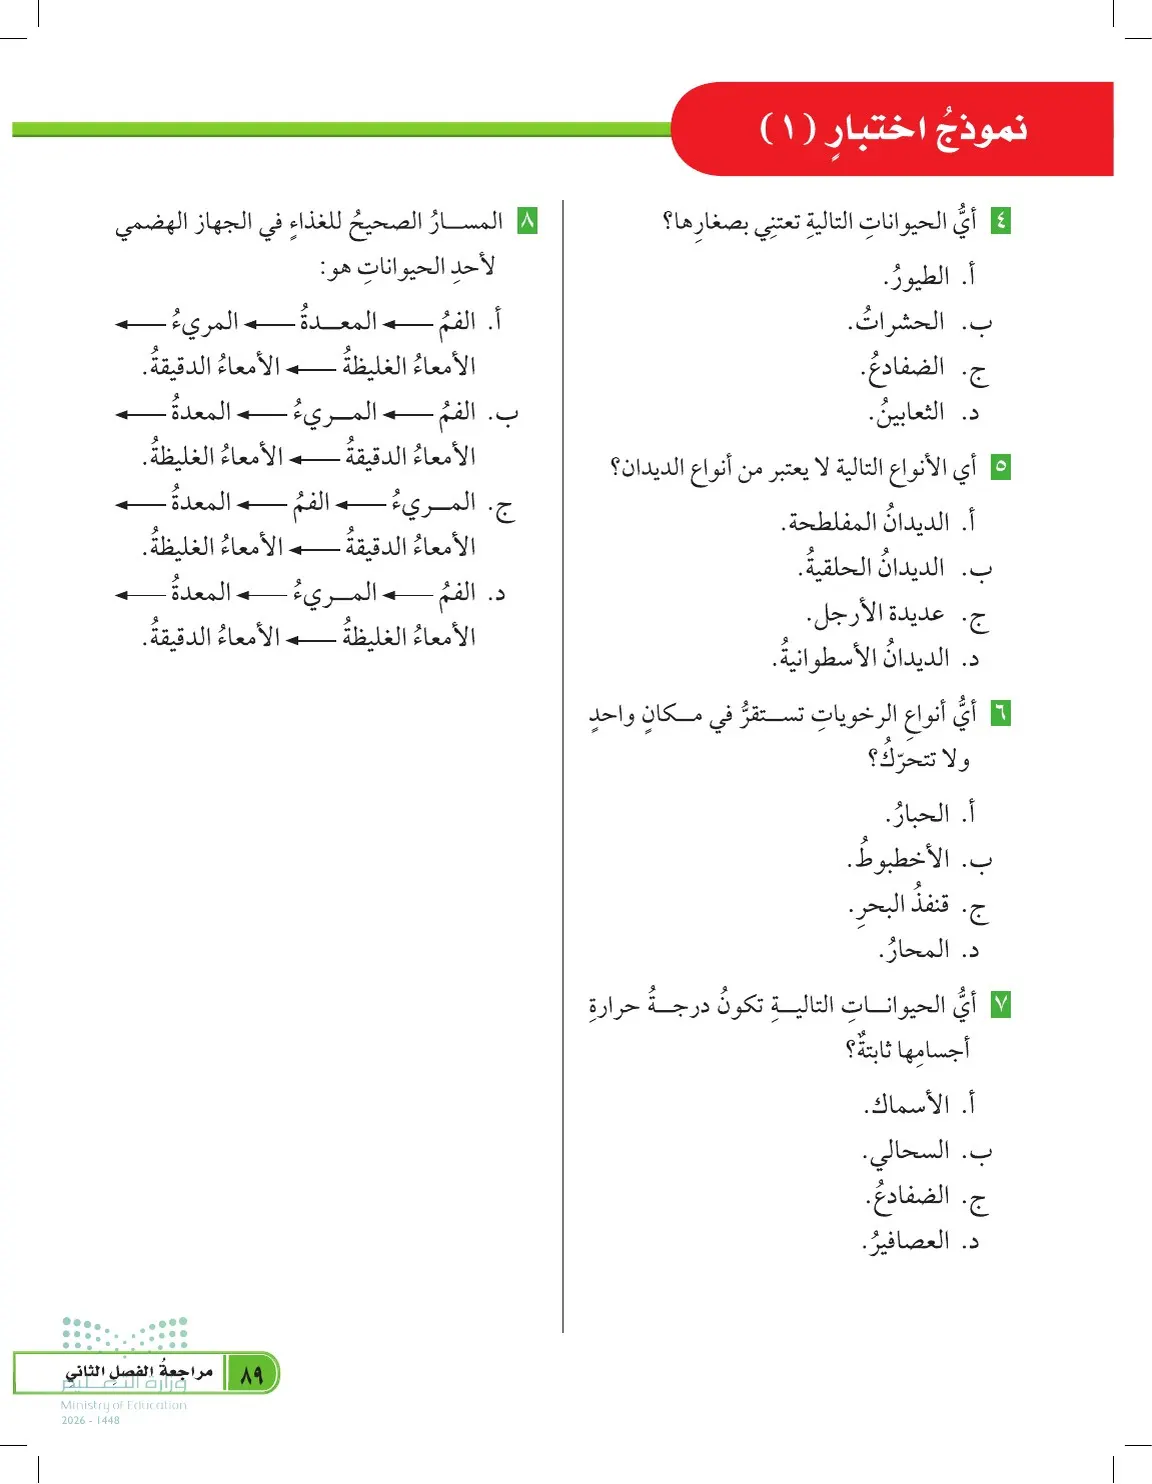 نموذجُ اختبارٍ (١)
٤ أيُّ الحيواناتِ التاليةِ تعتنِي بصغارِها؟
أ. الطيورُ.
ب. الحشراتُ.
ج. الضفادعُ.
د. الثعابينُ.
٥ أي الأنواع التالية لا يعتبر من أنواع الديدان؟
أ. الديدانُ المفلطحة.
ب. الديدانُ الحلقيةُ.
ج. عديدة الأرجل.
د. الديدانُ الأسطوانيةُ.
٦ أيُّ أنواعِ الرخوياتِ تستقرُّ في مكانٍ واحدٍ
ولا تتحرّكُ؟
أ. الحبارُ.
ب. الأخطبوطُ.
ج. قنفذُ البحرِ.
د. المحارُ.
٧ أيُّ الحيواناتِ التاليةِ تكونُ درجةُ حرارةِ
أجسامِها ثابتةٌ؟
أ. الأسماك.
ب. السحالي.
ج. الضفادعُ.
د. العصافيرُ.
٨ المسارُ الصحيحُ للغذاءٍ في الجهاز الهضمي
لأحدِ الحيواناتِ هو:
أ. الفمُ ← المعدةُ ← المريءُ ←
الأمعاءُ الغليظةُ ← الأمعاءُ الدقيقةُ.
ب. الفمُ ← المريءُ ← المعدةُ ←
الأمعاءُ الدقيقةُ ← الأمعاءُ الغليظةُ.
ج. المريءُ ← الفمُ ← المعدةُ ←
الأمعاءُ الدقيقةُ ← الأمعاءُ الغليظةُ.
د. الفمُ ← المريءُ ← المعدةُ ←
الأمعاءُ الغليظةُ ← الأمعاءُ الدقيقةُ.
٨٩ مراجعةُ الفصلِ الثاني
وزارة التعليم
Ministry of Education
2026 - 1448